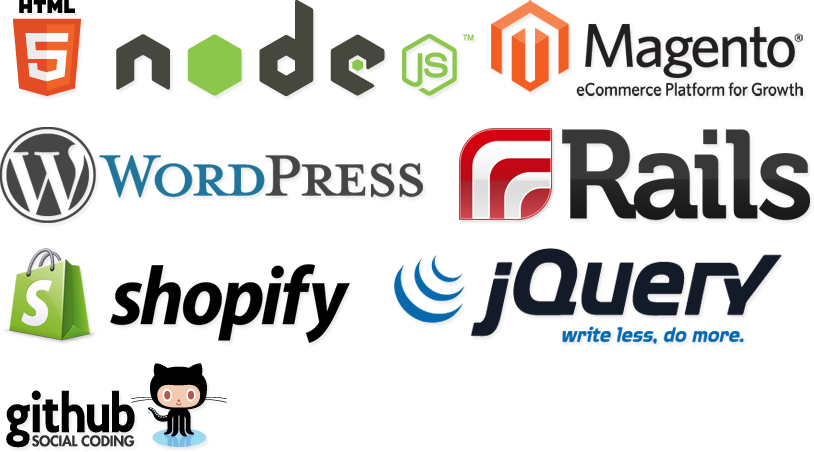 HTML
5
node
JS™
Magento®
eCommerce Platform for Growth
W WORDPRESS
Rails
S shopify
jQuery
write less, do more.
github
SOCIAL CODING